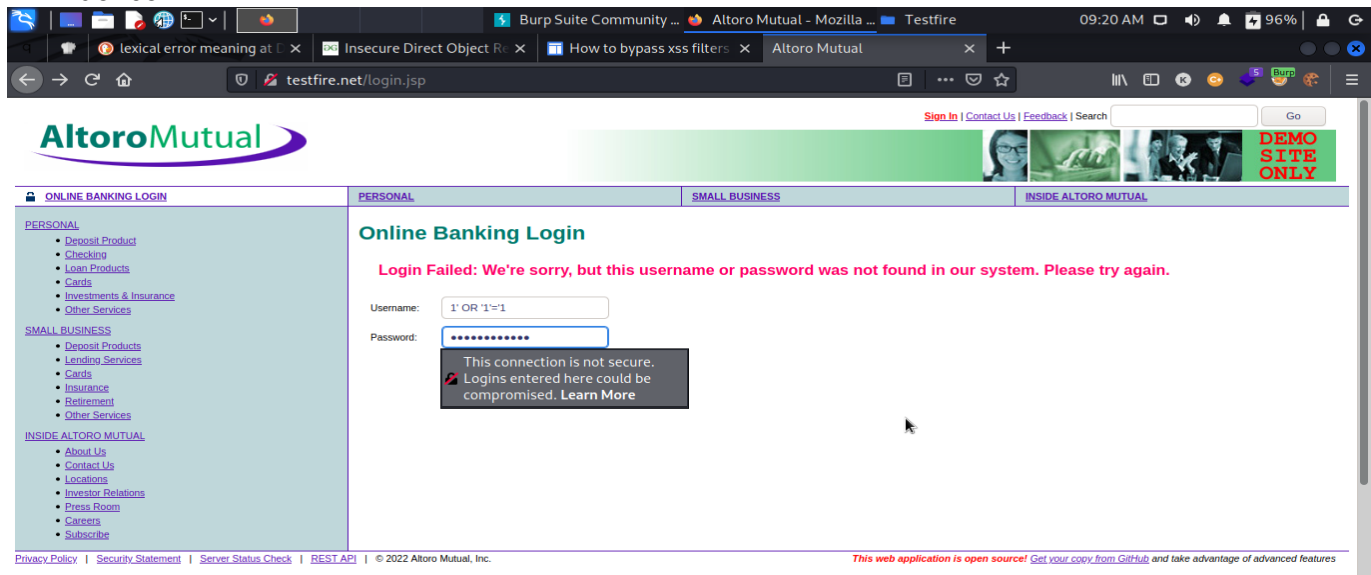 Burp Suite Community ...
Altoro Mutual - Mozilla ...
Testfire
09:20 AM
96%
lexical error meaning at D
Insecure Direct Object Re
How to bypass xss filters
Altoro Mutual
testfire.net/login.jsp
5
Burp
AltoroMutual
Sign In | Contact Us | Feedback | Search
Go
DEMO
SITE
ONLY
ONLINE BANKING LOGIN
PERSONAL
SMALL BUSINESS
INSIDE ALTORO MUTUAL
PERSONAL
Deposit Product
Checking
Loan Products
Cards
Investments & Insurance
Other Services
SMALL BUSINESS
Deposit Products
Lending Services
Cards
Insurance
Retirement
Other Services
INSIDE ALTORO MUTUAL
About Us
Contact Us
Locations
Investor Relations
Press Room
Careers
Subscribe
Online Banking Login
Login Failed: We're sorry, but this username or password was not found in our system. Please try again.
Username: 1' OR '1'='1
Password: ••••••••••••
This connection is not secure.
Logins entered here could be
compromised. Learn More
Privacy Policy | Security Statement | Server Status Check | REST API | © 2022 Altoro Mutual, Inc.
This web application is open source! Get your copy from GitHub and take advantage of advanced features